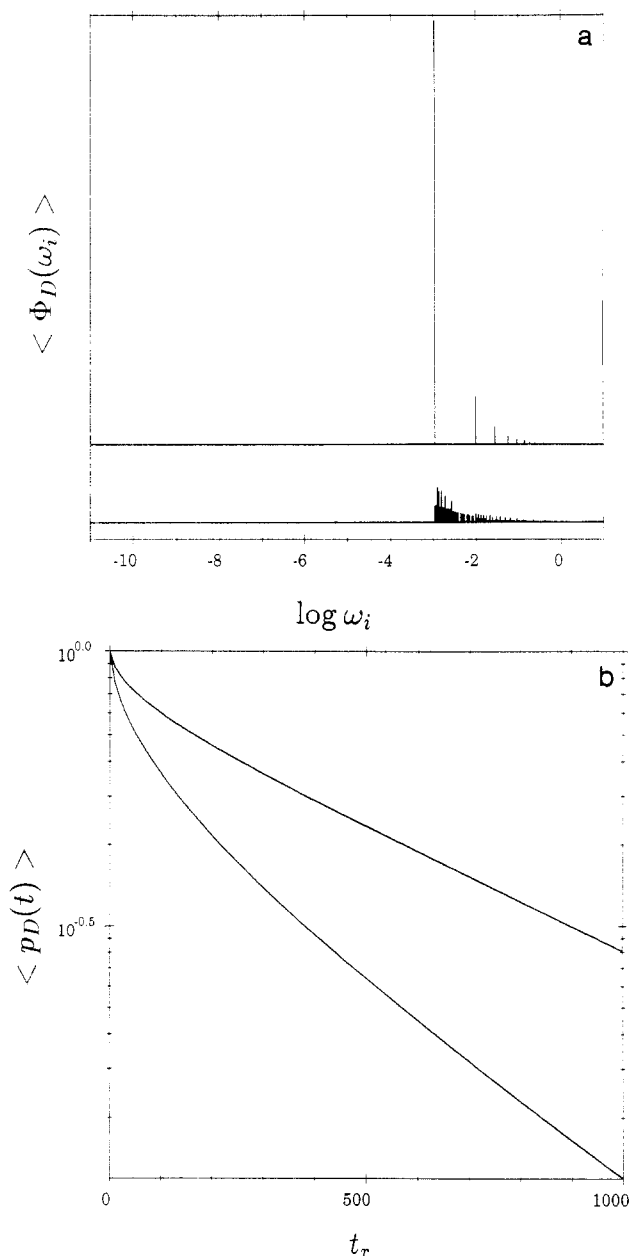 a
< Φ_D(ω_i) >
-10 -8 -6 -4 -2 0
log ω_i
b
10^0.0
10^-0.5
< p_D(t) >
0 500 1000
t_r